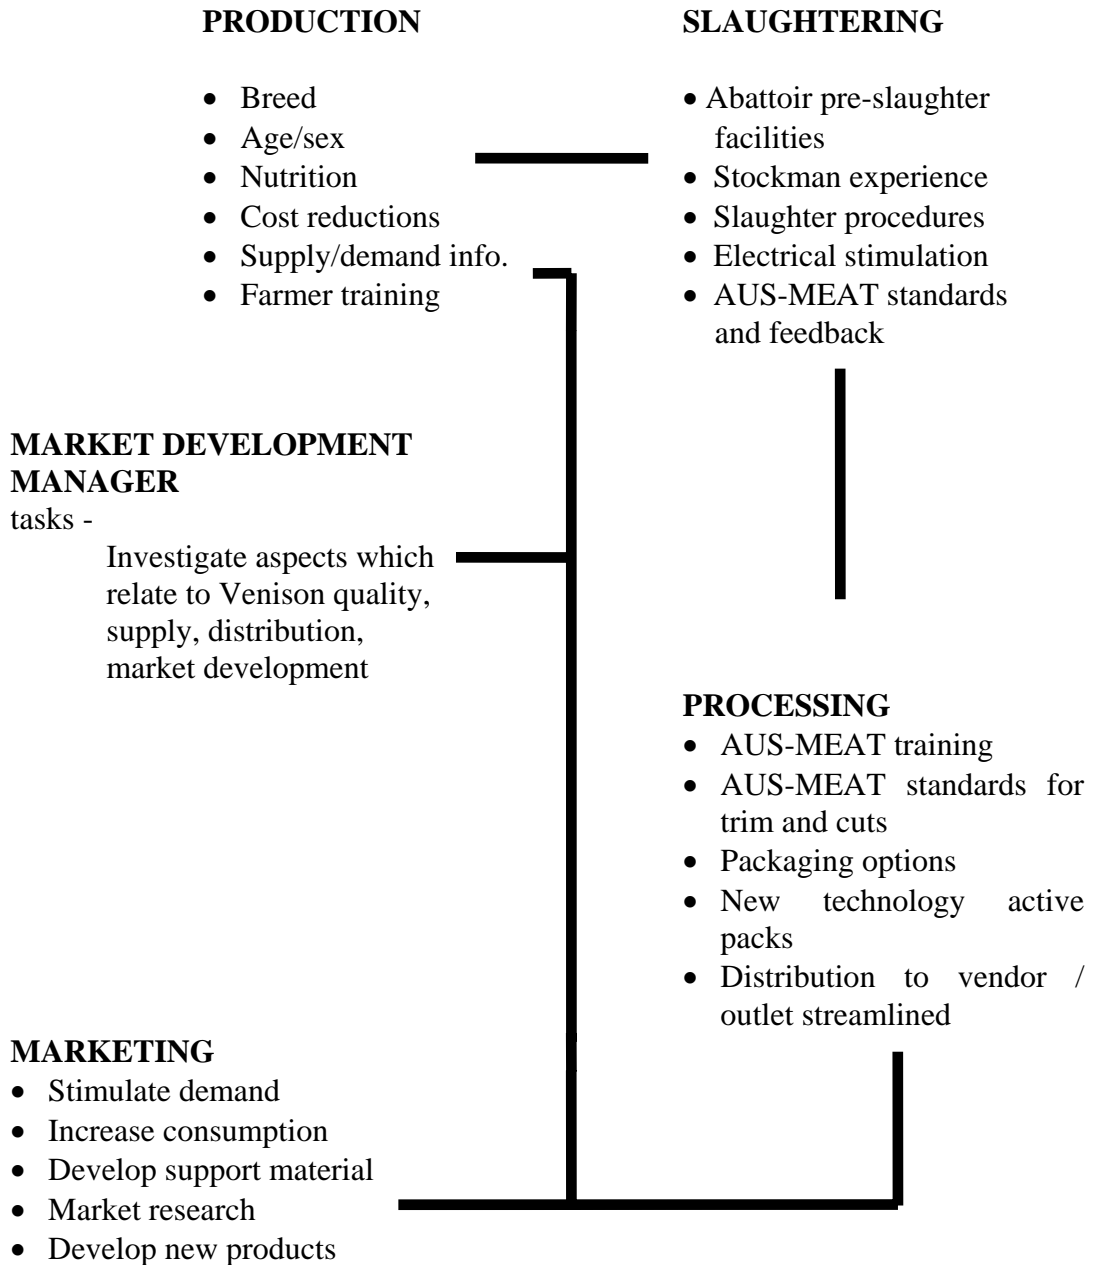 PRODUCTION
• Breed
• Age/sex
• Nutrition
• Cost reductions
• Supply/demand info.
• Farmer training
SLAUGHTERING
• Abattoir pre-slaughter
facilities
• Stockman experience
• Slaughter procedures
• Electrical stimulation
• AUS-MEAT standards
and feedback
MARKET DEVELOPMENT
MANAGER
tasks -
Investigate aspects which
relate to Venison quality,
supply, distribution,
market development
PROCESSING
• AUS-MEAT training
• AUS-MEAT standards for
trim and cuts
• Packaging options
• New technology active
packs
• Distribution to vendor /
outlet streamlined
MARKETING
• Stimulate demand
• Increase consumption
• Develop support material
• Market research
• Develop new products